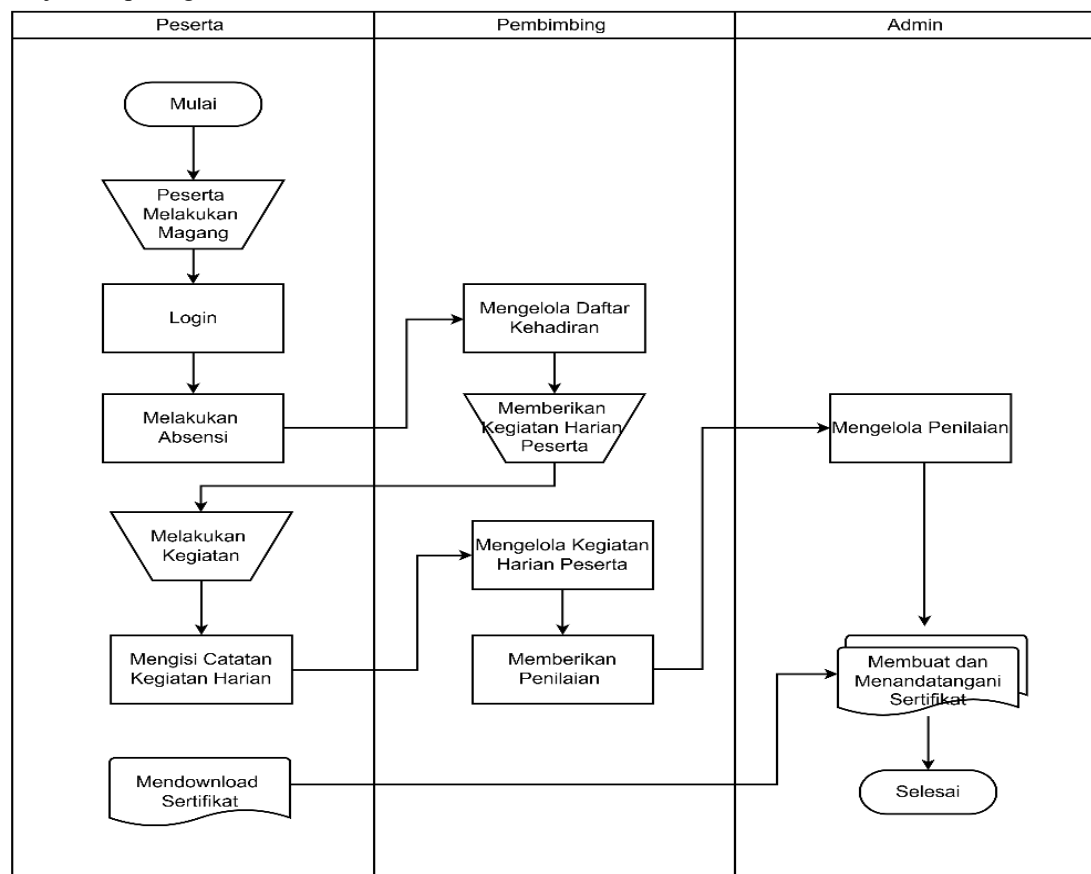 Peserta
Pembimbing
Admin
Mulai
Peserta
Melakukan
Magang
Login
Mengelola Daftar
Kehadiran
Melakukan
Absensi
Memberikan
Kegiatan Harian
Peserta
Mengelola Penilaian
Melakukan
Kegiatan
Mengelola Kegiatan
Harian Peserta
Mengisi Catatan
Kegiatan Harian
Memberikan
Penilaian
Membuat dan
Menandatangani
Sertifikat
Mendownload
Sertifikat
Selesai